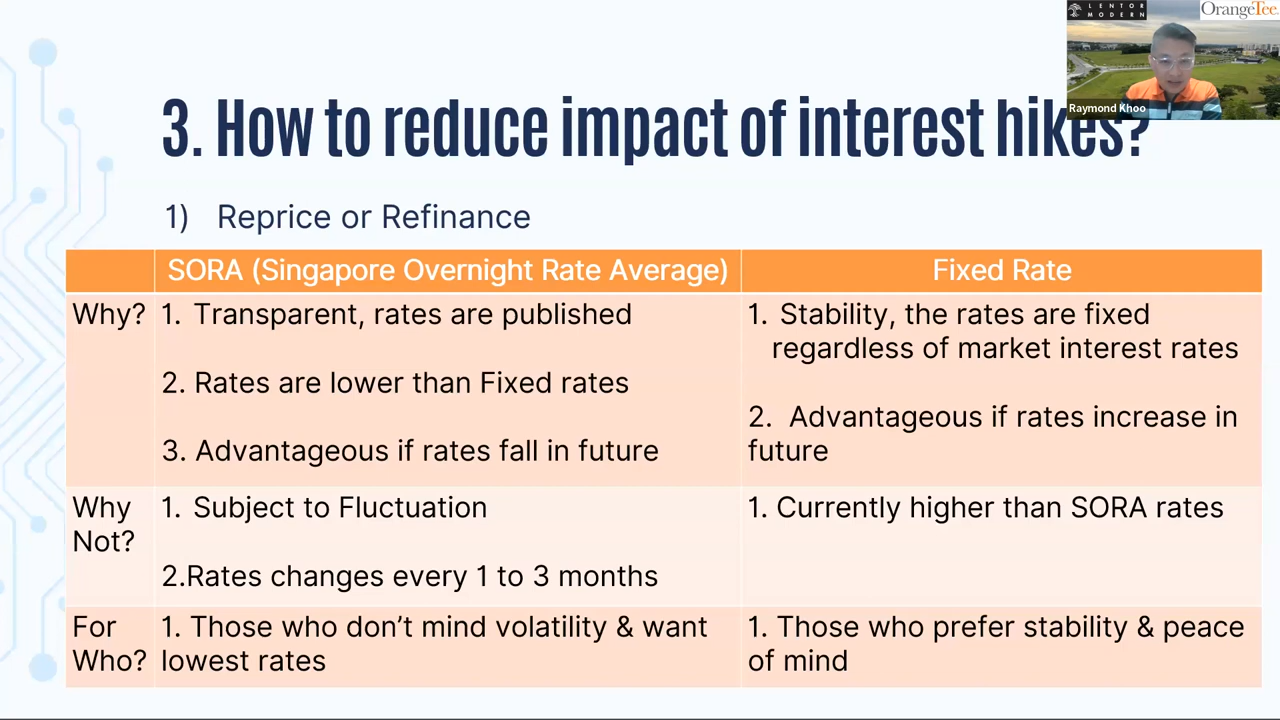 LENTOR
MODERN
OrangeTee
Raymond Khoo
3. How to reduce impact of interest hikes?
1) Reprice or Refinance
SORA (Singapore Overnight Rate Average)
Fixed Rate
Why?
1. Transparent, rates are published
2. Rates are lower than Fixed rates
3. Advantageous if rates fall in future
1. Stability, the rates are fixed
regardless of market interest rates
2. Advantageous if rates increase in
future
Why
Not?
1. Subject to Fluctuation
2.Rates changes every 1 to 3 months
1. Currently higher than SORA rates
For
Who?
1. Those who don’t mind volatility & want
lowest rates
1. Those who prefer stability & peace
of mind